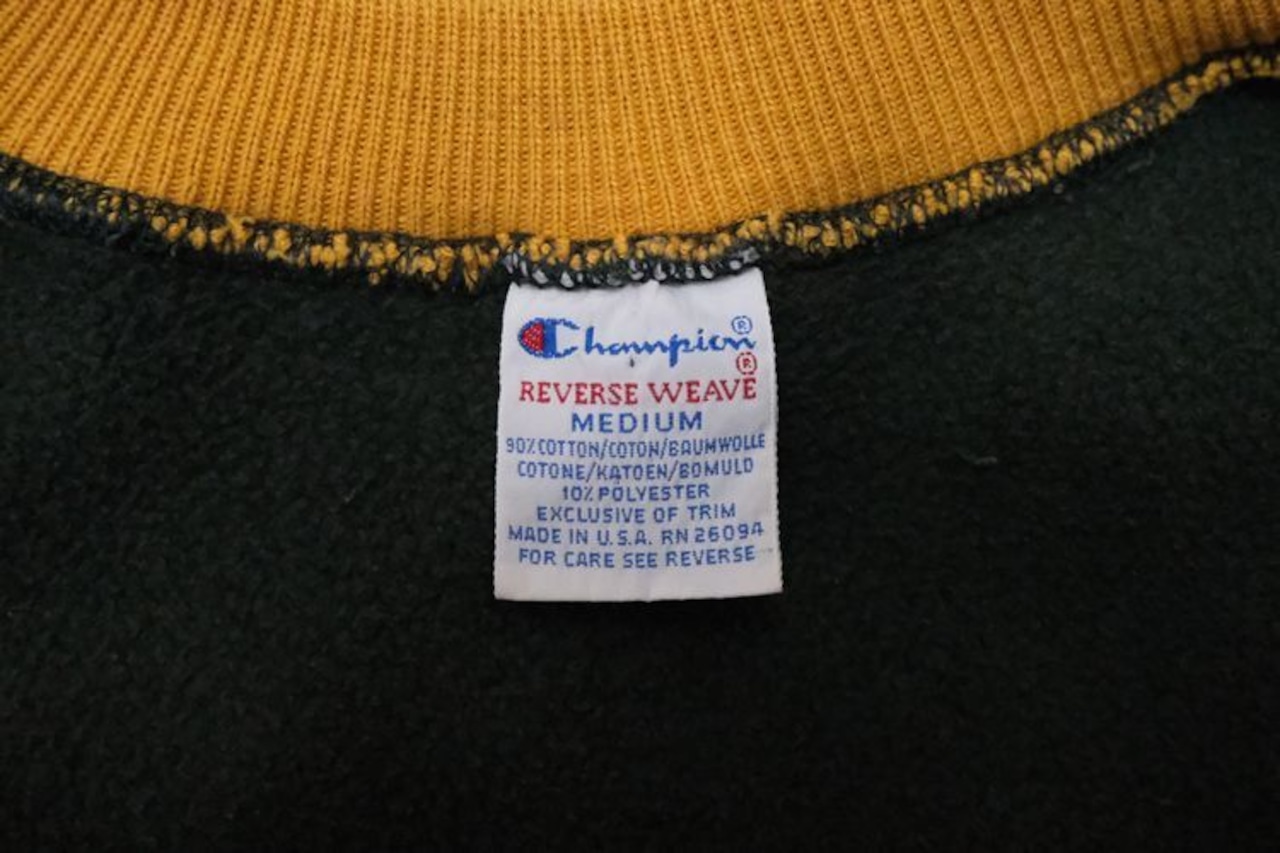 Champion®
REVERSE WEAVE®
MEDIUM
90% COTTON/COTON/BAUMWOLLE
COTONE/KATOEN/BOMULD
10% POLYESTER
EXCLUSIVE OF TRIM
MADE IN U.S.A. RN 26094
FOR CARE SEE REVERSE